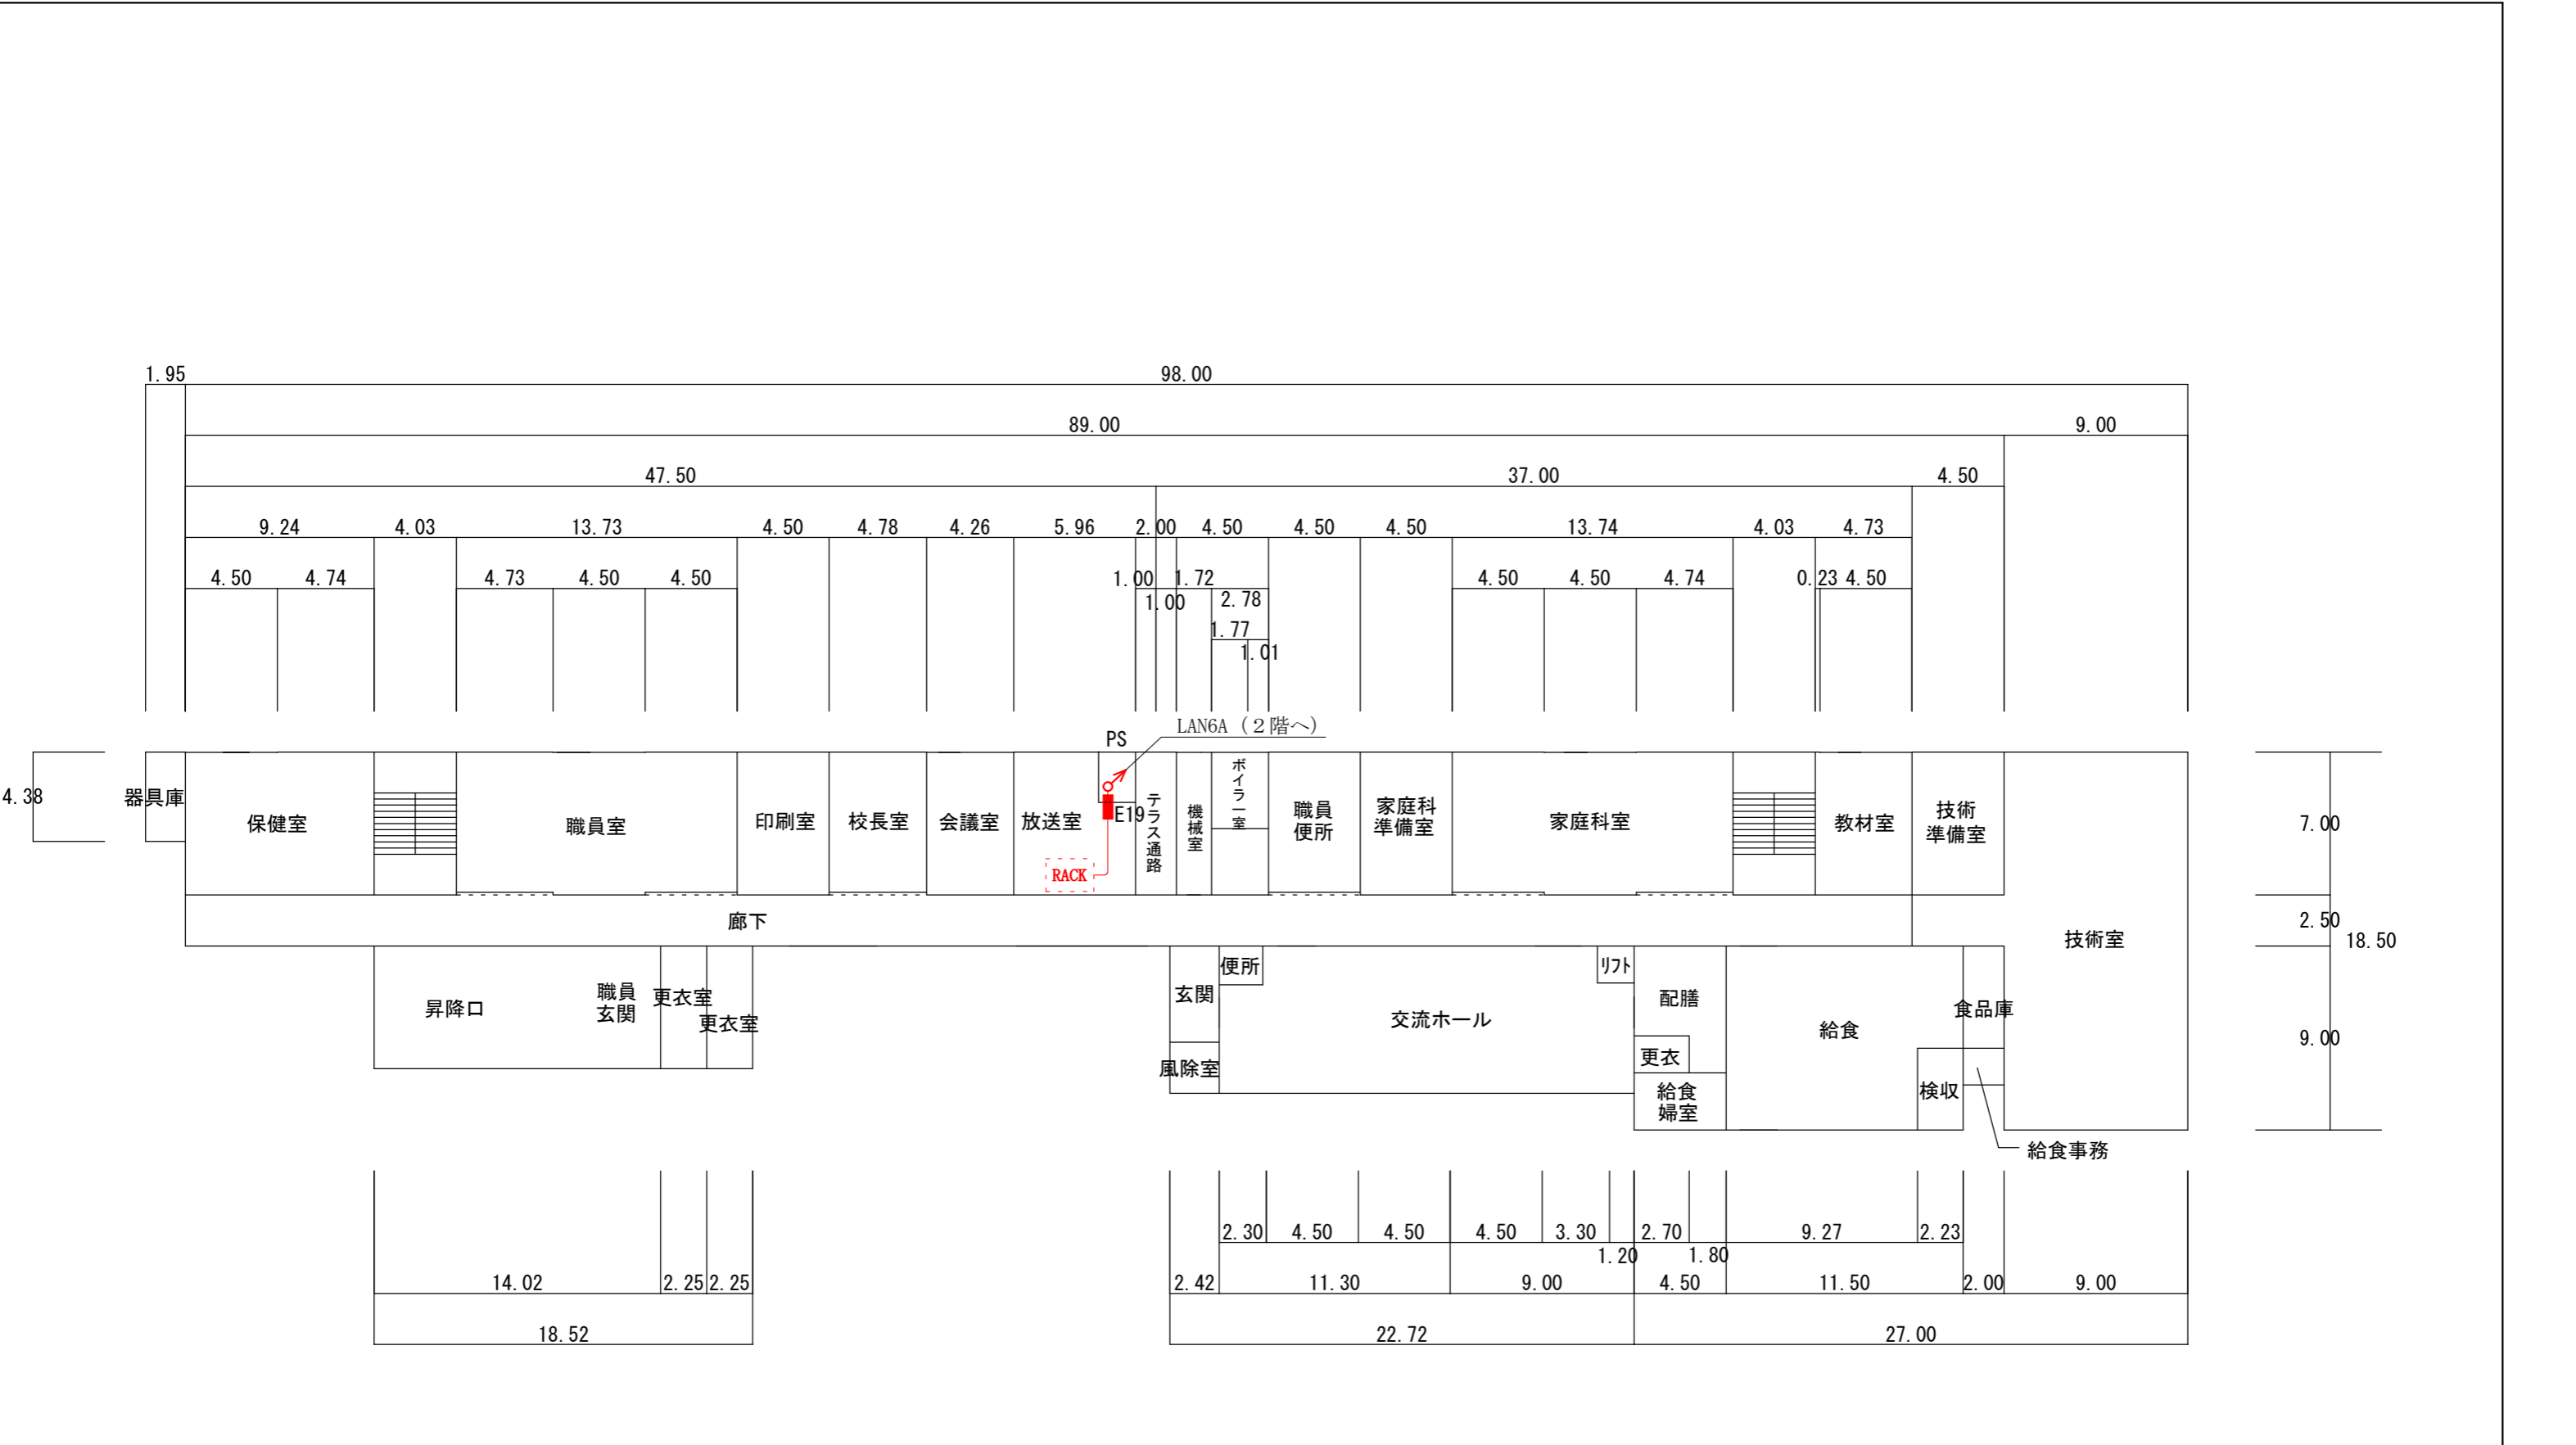 1.95
98.00
89.00
9.00
47.50
37.00
4.50
9.24
4.03
13.73
4.50
4.78
4.26
5.96
2.00
4.50
4.50
4.50
13.74
4.03
4.73
4.50
4.74
4.73
4.50
4.50
1.00
1.72
4.50
4.50
4.74
0.23
4.50
1.00
2.78
1.77
1.01
LAN6A（２階へ）
PS
4.38
器具庫
保健室
職員室
印刷室
校長室
会議室
放送室
E19
RACK
テラス通路
機械室
ボイラー室
職員
便所
家庭科
準備室
家庭科室
教材室
技術
準備室
7.00
廊下
2.50
18.50
技術室
昇降口
職員
玄関
更衣室
更衣室
玄関
便所
風除室
交流ホール
ﾘﾌﾄ
配膳
更衣
給食
婦室
給食
食品庫
検収
給食事務
9.00
2.30
4.50
4.50
4.50
3.30
1.20
2.70
1.80
9.27
2.23
14.02
2.25
2.25
2.42
11.30
9.00
4.50
11.50
2.00
9.00
18.52
22.72
27.00